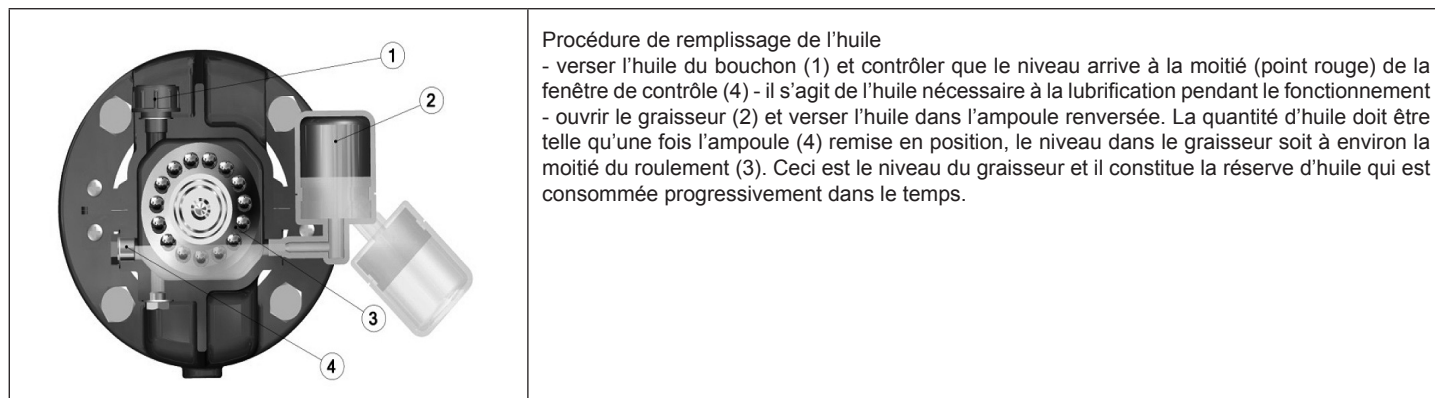 1
2
3
4
Procédure de remplissage de l’huile
- verser l’huile du bouchon (1) et contrôler que le niveau arrive à la moitié (point rouge) de la
fenêtre de contrôle (4) - il s’agit de l’huile nécessaire à la lubrification pendant le fonctionnement
- ouvrir le graisseur (2) et verser l’huile dans l’ampoule renversée. La quantité d’huile doit être
telle qu’une fois l’ampoule (4) remise en position, le niveau dans le graisseur soit à environ la
moitié du roulement (3). Ceci est le niveau du graisseur et il constitue la réserve d’huile qui est
consommée progressivement dans le temps.